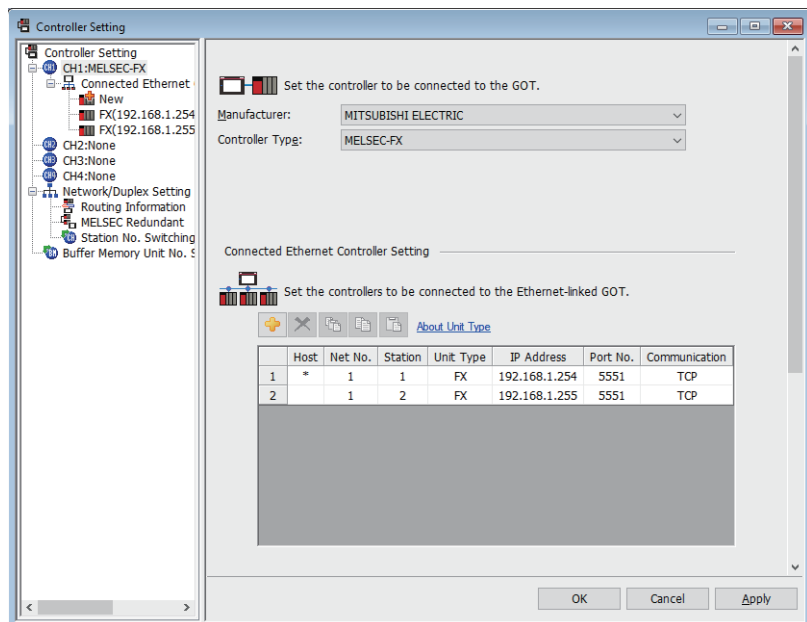 Controller Setting
Controller Setting
CH1:MELSEC-FX
Connected Ethernet
New
FX(192.168.1.254
FX(192.168.1.255
CH2:None
CH3:None
CH4:None
Network/Duplex Setting
Routing Information
MELSEC Redundant
Station No. Switching
Buffer Memory Unit No. S
Set the controller to be connected to the GOT.
Manufacturer: MITSUBISHI ELECTRIC
Controller Type: MELSEC-FX
Connected Ethernet Controller Setting
Set the controllers to be connected to the Ethernet-linked GOT.
About Unit Type
Host Net No. Station Unit Type IP Address Port No. Communication
1 * 1 1 FX 192.168.1.254 5551 TCP
2 1 2 FX 192.168.1.255 5551 TCP
OK Cancel Apply